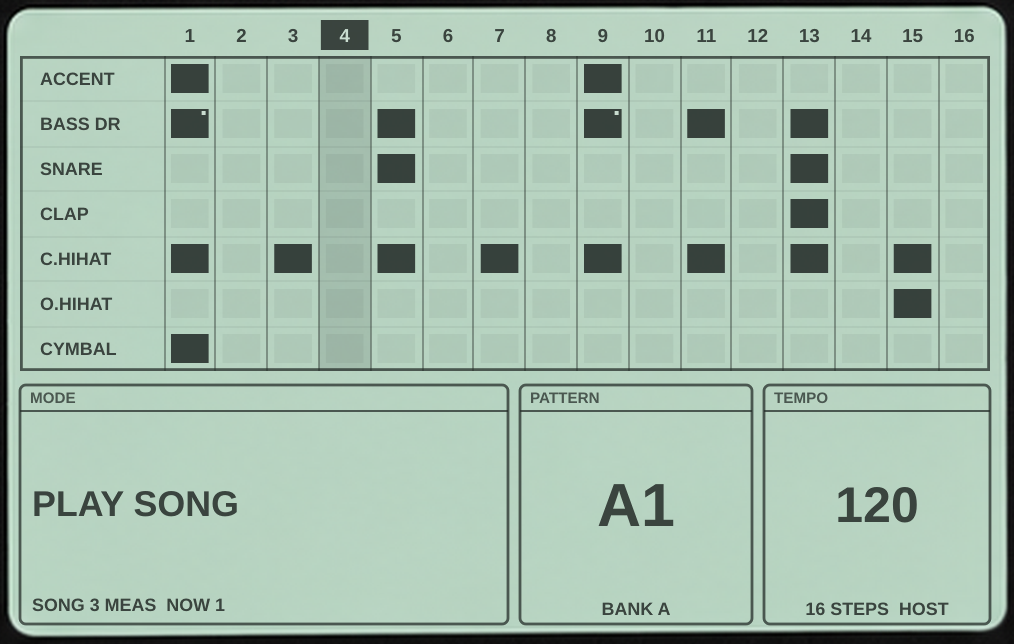 1 2 3 4 5 6 7 8 9 10 11 12 13 14 15 16
ACCENT
BASS DR
SNARE
CLAP
C.HIHAT
O.HIHAT
CYMBAL
MODE
PLAY SONG
SONG 3 MEAS  NOW 1
PATTERN
A1
BANK A
TEMPO
120
16 STEPS  HOST